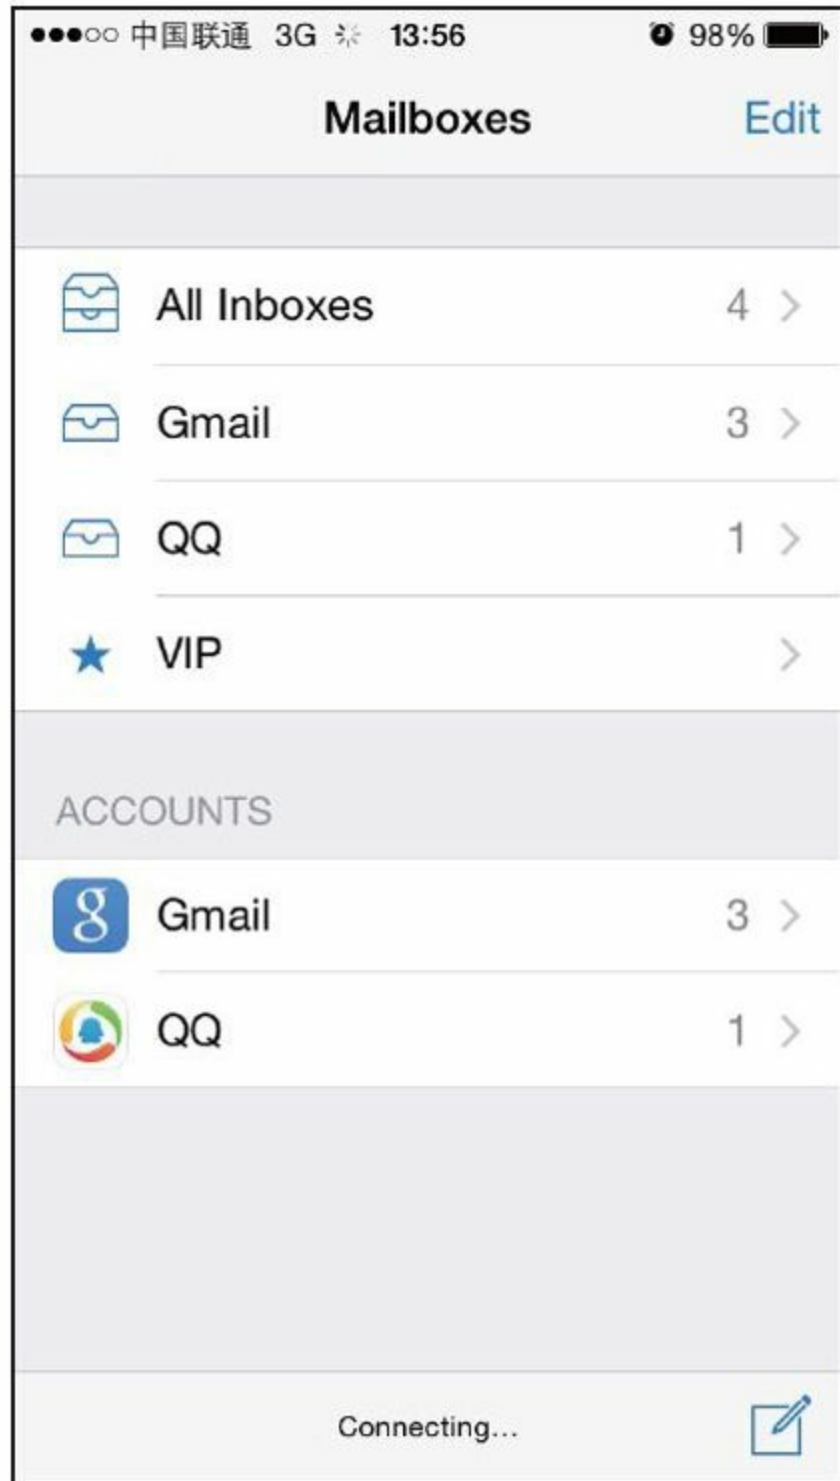 中国联通 3G 13:56 98%
Mailboxes Edit
All Inboxes 4
Gmail 3
QQ 1
VIP
ACCOUNTS
g Gmail 3
QQ 1
Connecting...